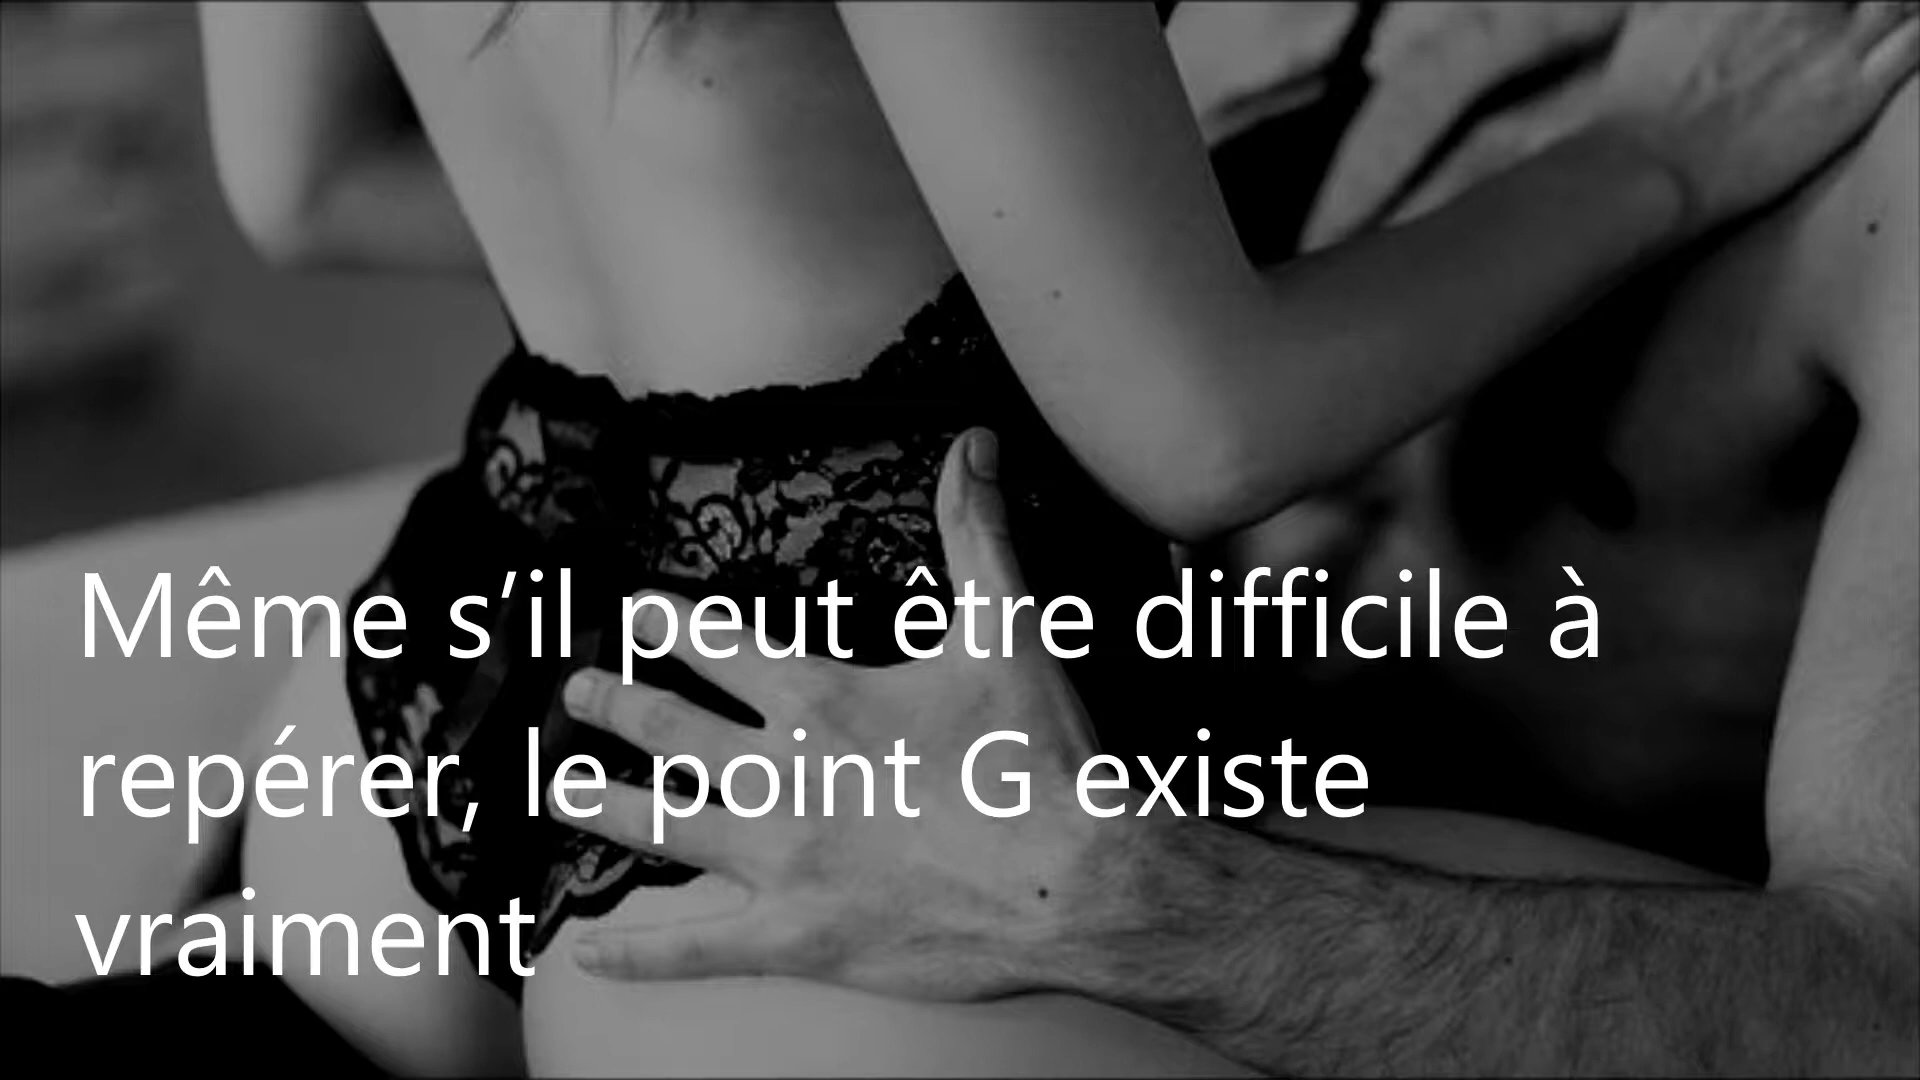 Même s’il peut être difficile à
repérer, le point G existe
vraiment